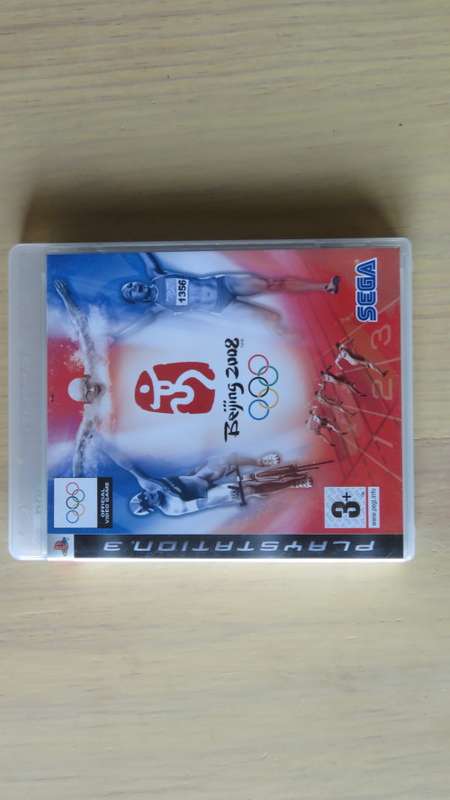 PLAYSTATION 3
OFFICIAL
VIDEO GAME
1356
Beijing 2008
1 2 3
3+
www.pegi.info
SEGA